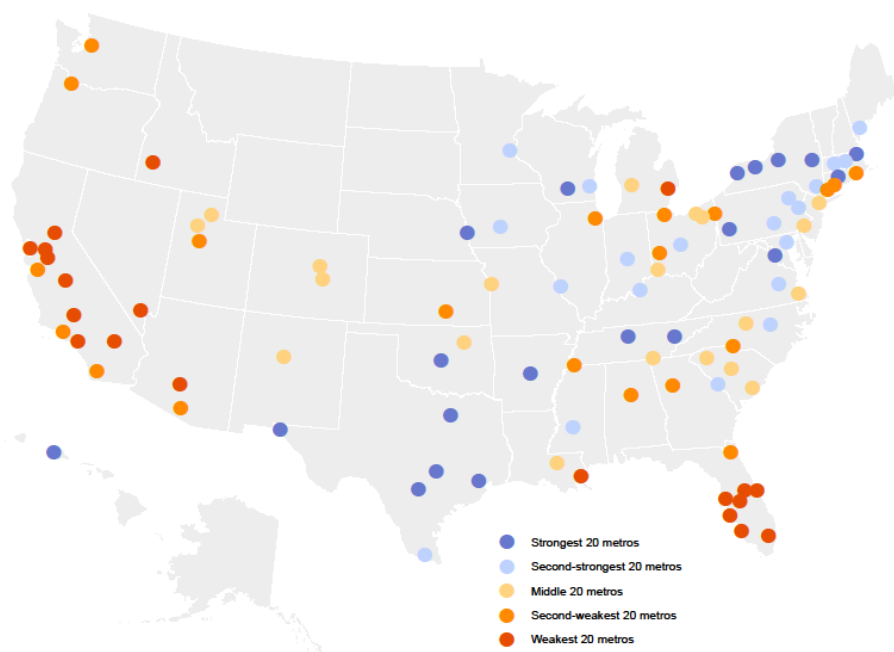 Strongest 20 metros
Second-strongest 20 metros
Middle 20 metros
Second-weakest 20 metros
Weakest 20 metros